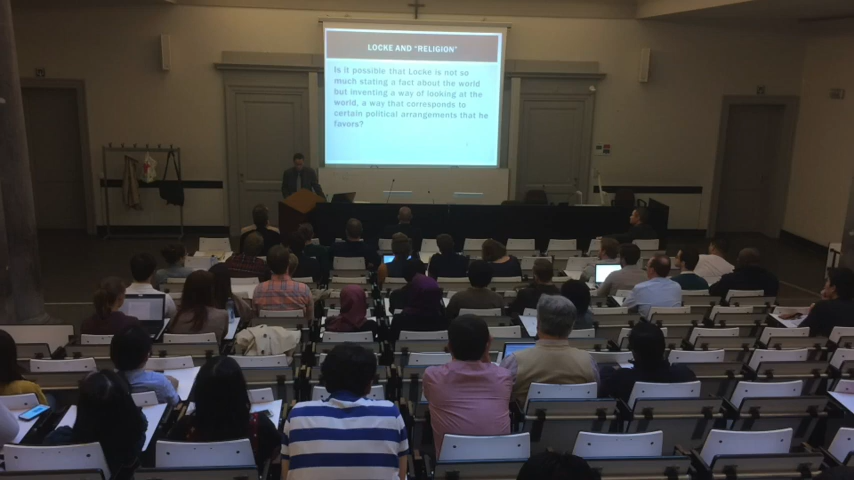 LOCKE AND "RELIGION"
Is it possible that Locke is not so
much stating a fact about the world
but inventing a way of looking at the
world, a way that corresponds to
certain political arrangements that he
favors?